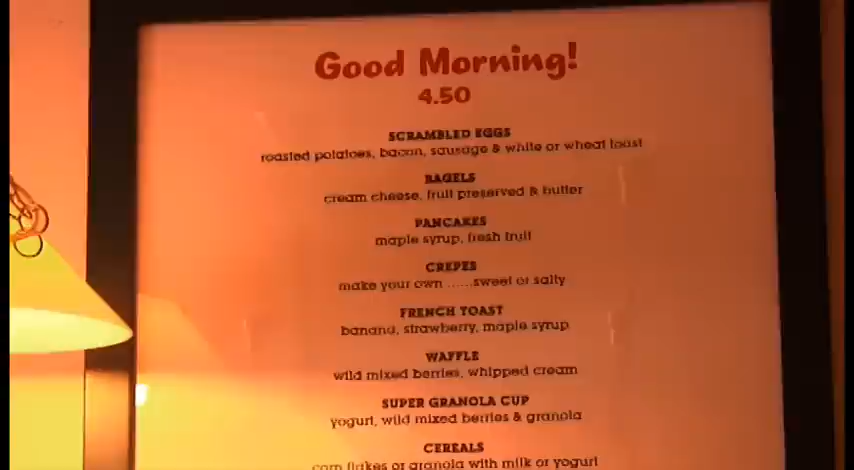 Good Morning!
4.50
SCRAMBLED EGGS
roasted potatoes, bacon, sausage & white or wheat toast
BAGELS
cream cheese, fruit preserved & butter
PANCAKES
maple syrup, fresh fruit
CREPES
make your own ......sweet or salty
FRENCH TOAST
banana, strawberry, maple syrup
WAFFLE
wild mixed berries, whipped cream
SUPER GRANOLA CUP
yogurt, wild mixed berries & granola
CEREALS
corn flakes or granola with milk or yogurt